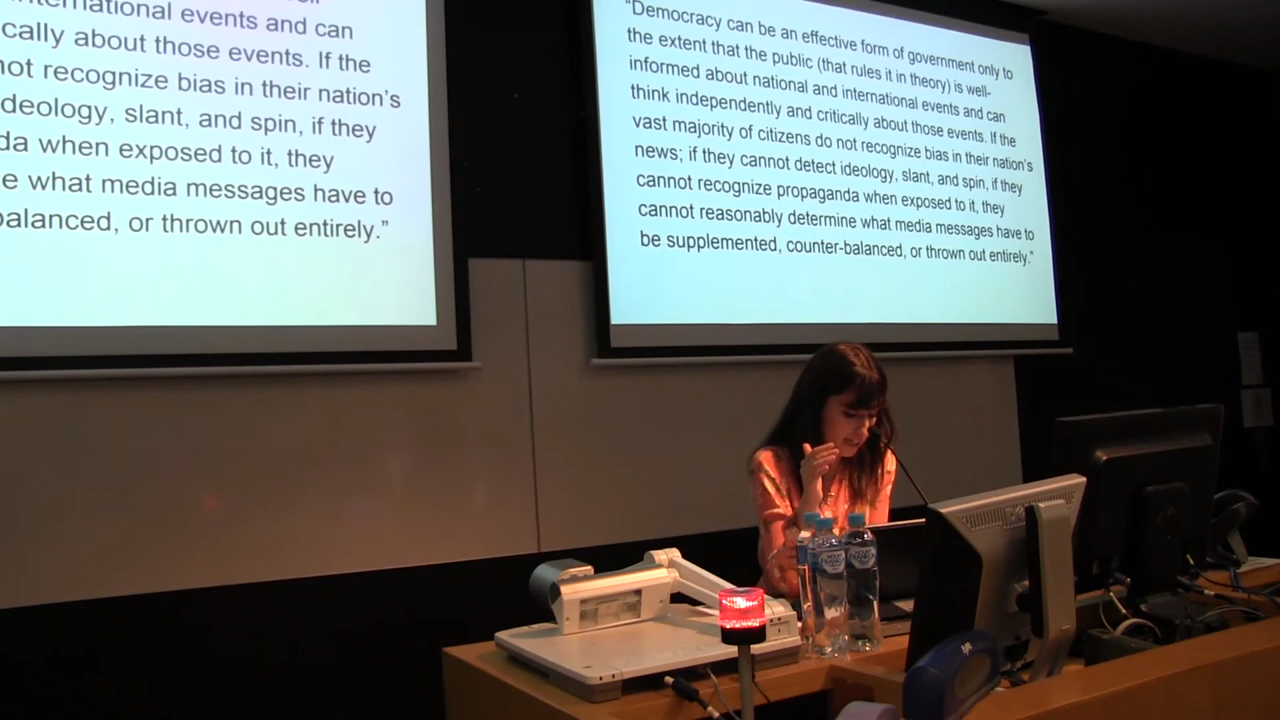 ernational events and can
cally about those events. If the
not recognize bias in their nation's
deology, slant, and spin, if they
da when exposed to it, they
e what media messages have to
balanced, or thrown out entirely.”
“Democracy can be an effective form of government only to
the extent that the public (that rules it in theory) is well-
informed about national and international events and can
think independently and critically about those events. If the
vast majority of citizens do not recognize bias in their nation's
news; if they cannot detect ideology, slant, and spin, if they
cannot recognize propaganda when exposed to it, they
cannot reasonably determine what media messages have to
be supplemented, counter-balanced, or thrown out entirely.”
MOUNT
FRANKLIN
MOUNT
FRANKLIN